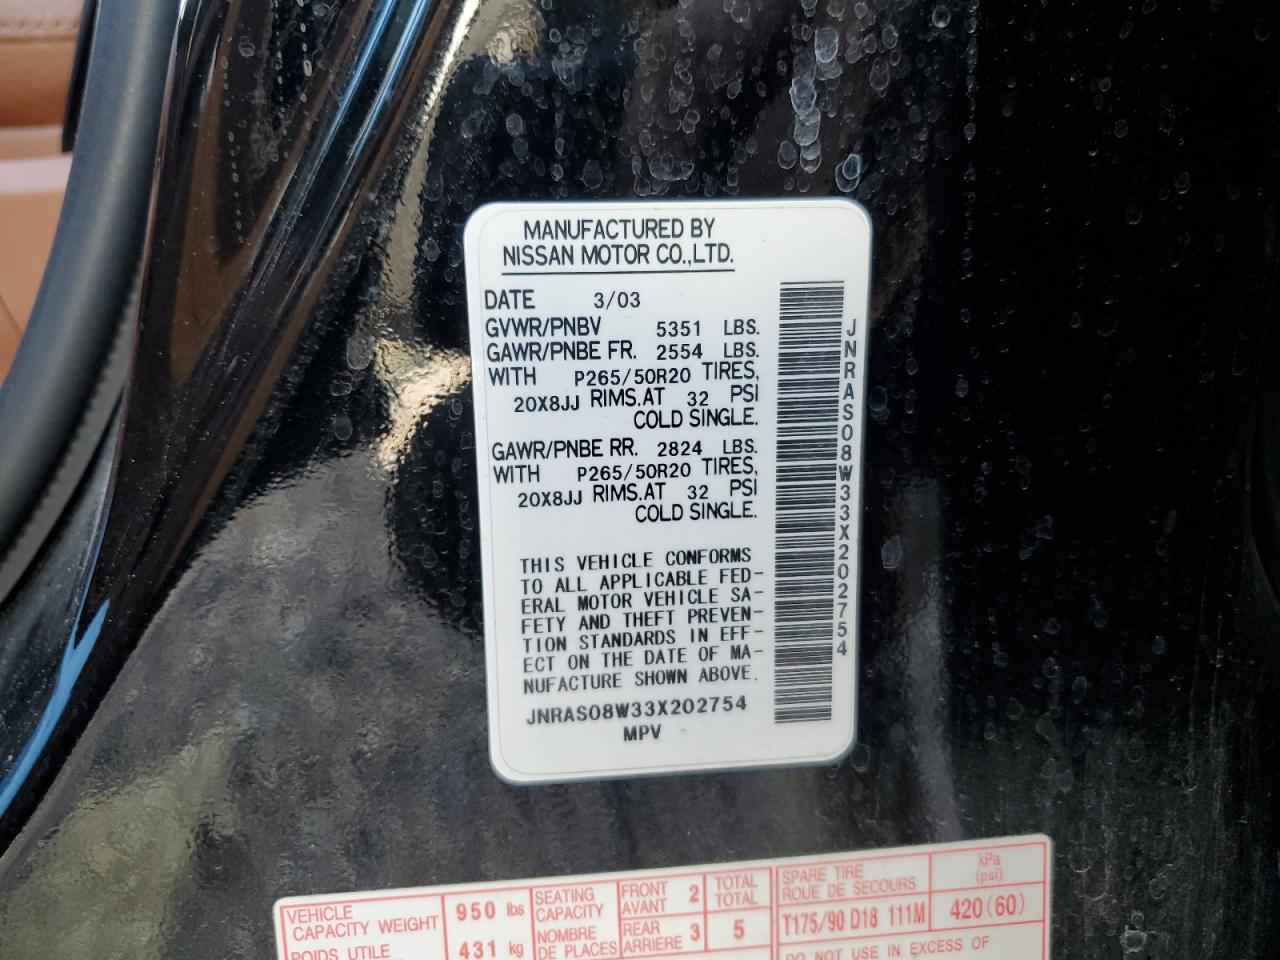 MANUFACTURED BY
NISSAN MOTOR CO.,LTD.
DATE 3/03
GVWR/PNBV 5351 LBS.
GAWR/PNBE FR. 2554 LBS.
WITH P265/50R20 TIRES,
20X8JJ RIMS.AT 32 PSI
COLD SINGLE.
GAWR/PNBE RR. 2824 LBS.
WITH P265/50R20 TIRES,
20X8JJ RIMS.AT 32 PSI
COLD SINGLE.
THIS VEHICLE CONFORMS
TO ALL APPLICABLE FED-
ERAL MOTOR VEHICLE SA-
FETY AND THEFT PREVEN-
TION STANDARDS IN EFF-
ECT ON THE DATE OF MA-
NUFACTURE SHOWN ABOVE.
JNRAS08W33X202754
MPV
JNRAS08W33X202754
VEHICLE
CAPACITY WEIGHT
950 lbs
POIDS UTILE
431 kg
SEATING
CAPACITY
NOMBRE
DE PLACES
FRONT
AVANT
2
REAR
ARRIERE
3
TOTAL
TOTAL
5
SPARE TIRE
ROUE DE SECOURS
T175/90 D18 111M
kPa
(psi)
420(60)
DO NOT USE IN EXCESS OF